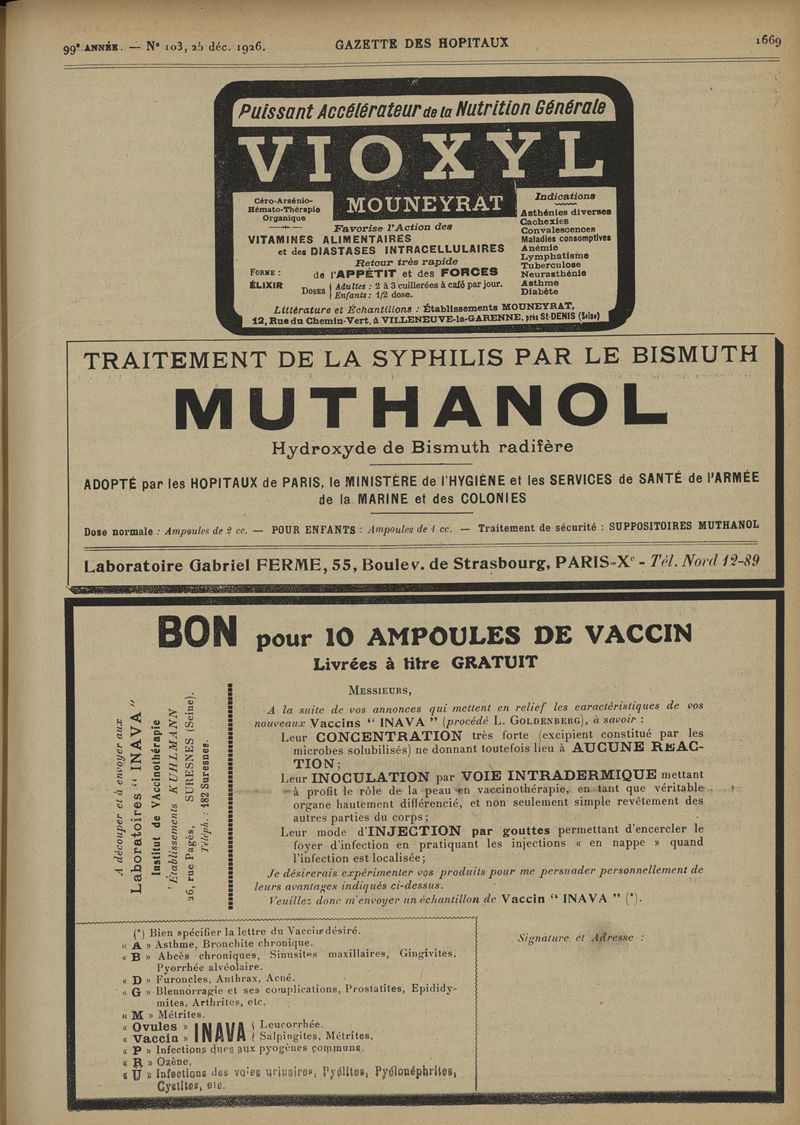 99e ANNÉE. — N° 103, 25 déc. 1926.
GAZETTE DES HOPITAUX
1669
Puissant Accélérateur de la Nutrition Générale
VIOXYL
MOUNEYRAT
Céro-Arsénio-
Hémato-Thérapie
Organique
Favorise l'Action des
VITAMINES ALIMENTAIRES
et des DIASTASES INTRACELLULAIRES
Retour très rapide
de l'APPÉTIT et des FORCES
FORME :
ÉLIXIR
DOSES { Adultes : 2 à 3 cuillerées à café par jour.
Enfants : 1/2 dose.
Indications
Asthénies diverses
Cachexies
Convalescences
Maladies consomptives
Anémie
Lymphatisme
Tuberculose
Neurasthénie
Asthme
Diabète
Littérature et Échantillons : Établissements MOUNEYRAT,
12, Rue du Chemin-Vert, à VILLENEUVE-la-GARENNE, près St-DENIS (Seine)
TRAITEMENT DE LA SYPHILIS PAR LE BISMUTH
MUTHANOL
Hydroxyde de Bismuth radifère
ADOPTÉ par les HOPITAUX de PARIS, le MINISTÈRE de l'HYGIÈNE et les SERVICES de SANTÉ de l'ARMÉE
de la MARINE et des COLONIES
Dose normale : Ampoules de 2 cc. — POUR ENFANTS : Ampoules de 1 cc. — Traitement de sécurité : SUPPOSITOIRES MUTHANOL
Laboratoire Gabriel FERME, 55, Boulev. de Strasbourg, PARIS-Xe - Tél. Nord 12-89
BON pour 10 AMPOULES DE VACCIN
Livrées à titre GRATUIT
A découper et à envoyer aux
Laboratoires "INAVA"
Institut de VAccinothérapie
Établissements KUHLMANN
26, rue Pagès, SURESNES (Seine).
Téléph. : 182 Suresnes.
MESSIEURS,
A la suite de vos annonces qui mettent en relief les caractéristiques de vos
nouveaux Vaccins " INAVA " (procédé L. GOLDENBERG), à savoir :
Leur CONCENTRATION très forte (excipient constitué par les
microbes solubilisés) ne donnant toutefois lieu à AUCUNE RÉAC-
TION ;
Leur INOCULATION par VOIE INTRADERMIQUE mettant
à profit le rôle de la peau en vaccinothérapie, en tant que véritable
organe hautement différencié, et non seulement simple revêtement des
autres parties du corps ;
Leur mode d'INJECTION par gouttes permettant d'encercler le
foyer d'infection en pratiquant les injections « en nappe » quand
l'infection est localisée ;
Je désirerais expérimenter vos produits pour me persuader personnellement de
leurs avantages indiqués ci-dessus.
Veuillez donc m'envoyer un échantillon de Vaccin " INAVA " (*).
(*) Bien spécifier la lettre du Vaccin désiré.
« A » Asthme, Bronchite chronique.
« B » Abcès chroniques, Sinusites maxillaires, Gingivites,
Pyorrhée alvéolaire.
« D » Furoncles, Anthrax, Acné.
« G » Blennorragie et ses complications, Prostatites, Epididy-
mites, Arthrites, etc.
« M » Métrites.
« Ovules » INAVA { Leucorrhée.
« Vaccin » INAVA { Salpingites, Métrites.
« P » Infections dues aux pyogènes communs.
« R » Ozène.
« U » Infections des voies urinaires, Pyélites, Pyélonéphrites,
Cystites, etc.
Signature et Adresse :